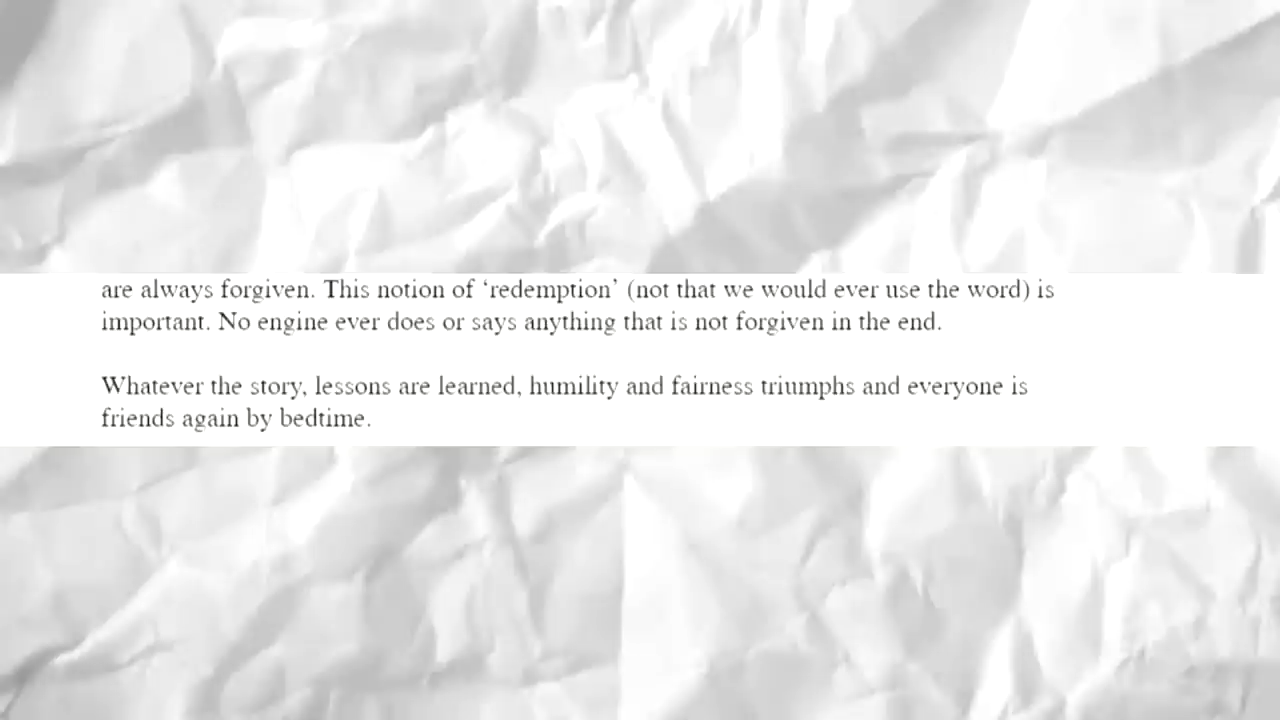 are always forgiven. This notion of ‘redemption’ (not that we would ever use the word) is
important. No engine ever does or says anything that is not forgiven in the end.
Whatever the story, lessons are learned, humility and fairness triumphs and everyone is
friends again by bedtime.